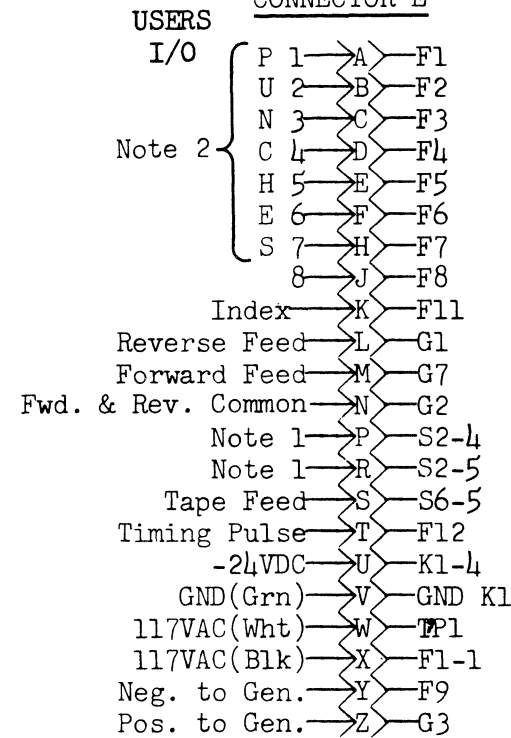 CONNECTOR E
USERS
I/O
P 1 A F1
U 2 B F2
N 3 C F3
Note 2 C 4 D F4
H 5 E F5
E 6 F F6
S 7 H F7
8 J F8
Index K F11
Reverse Feed L G1
Forward Feed M G7
Fwd. & Rev. Common N G2
Note 1 P S2-4
Note 1 R S2-5
Tape Feed S S6-5
Timing Pulse T F12
-24VDC U K1-4
GND(Grn) V GND K1
117VAC(Wht) W TP1
117VAC(Blk) X F1-1
Neg. to Gen. Y F9
Pos. to Gen. Z G3